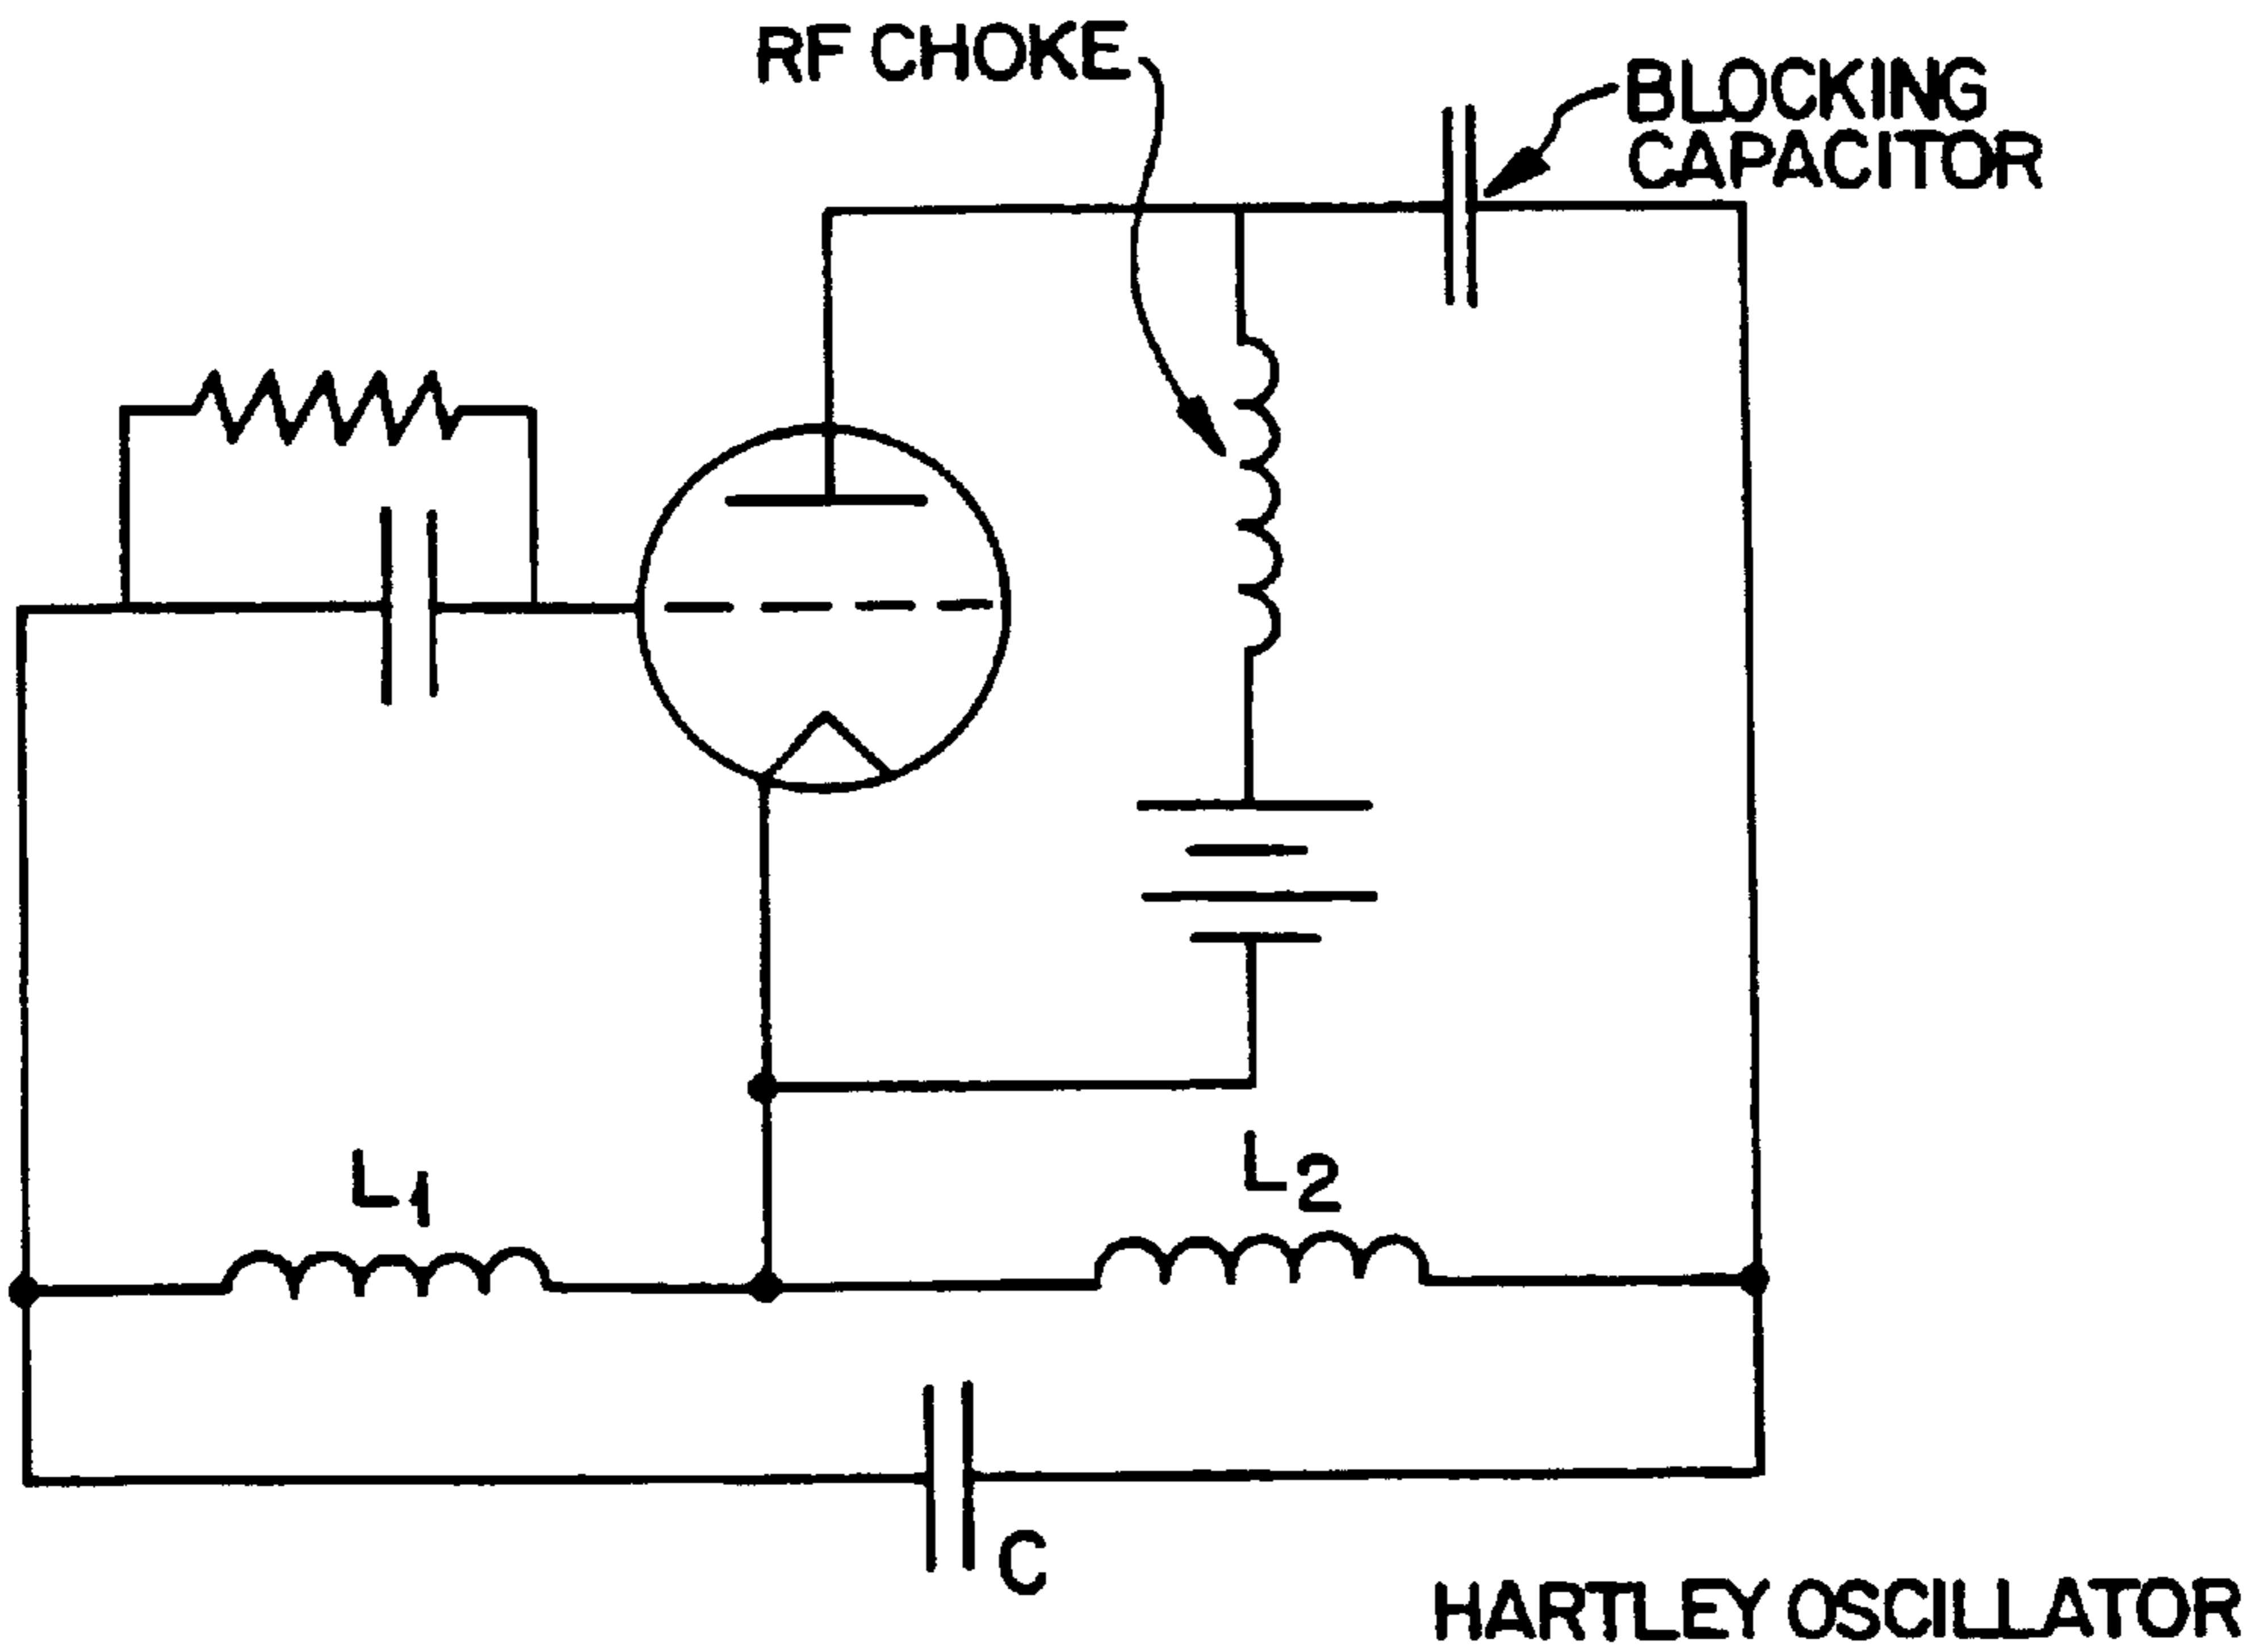 RF CHOKE
BLOCKING
CAPACITOR
L1
L2
C
HARTLEY OSCILLATOR